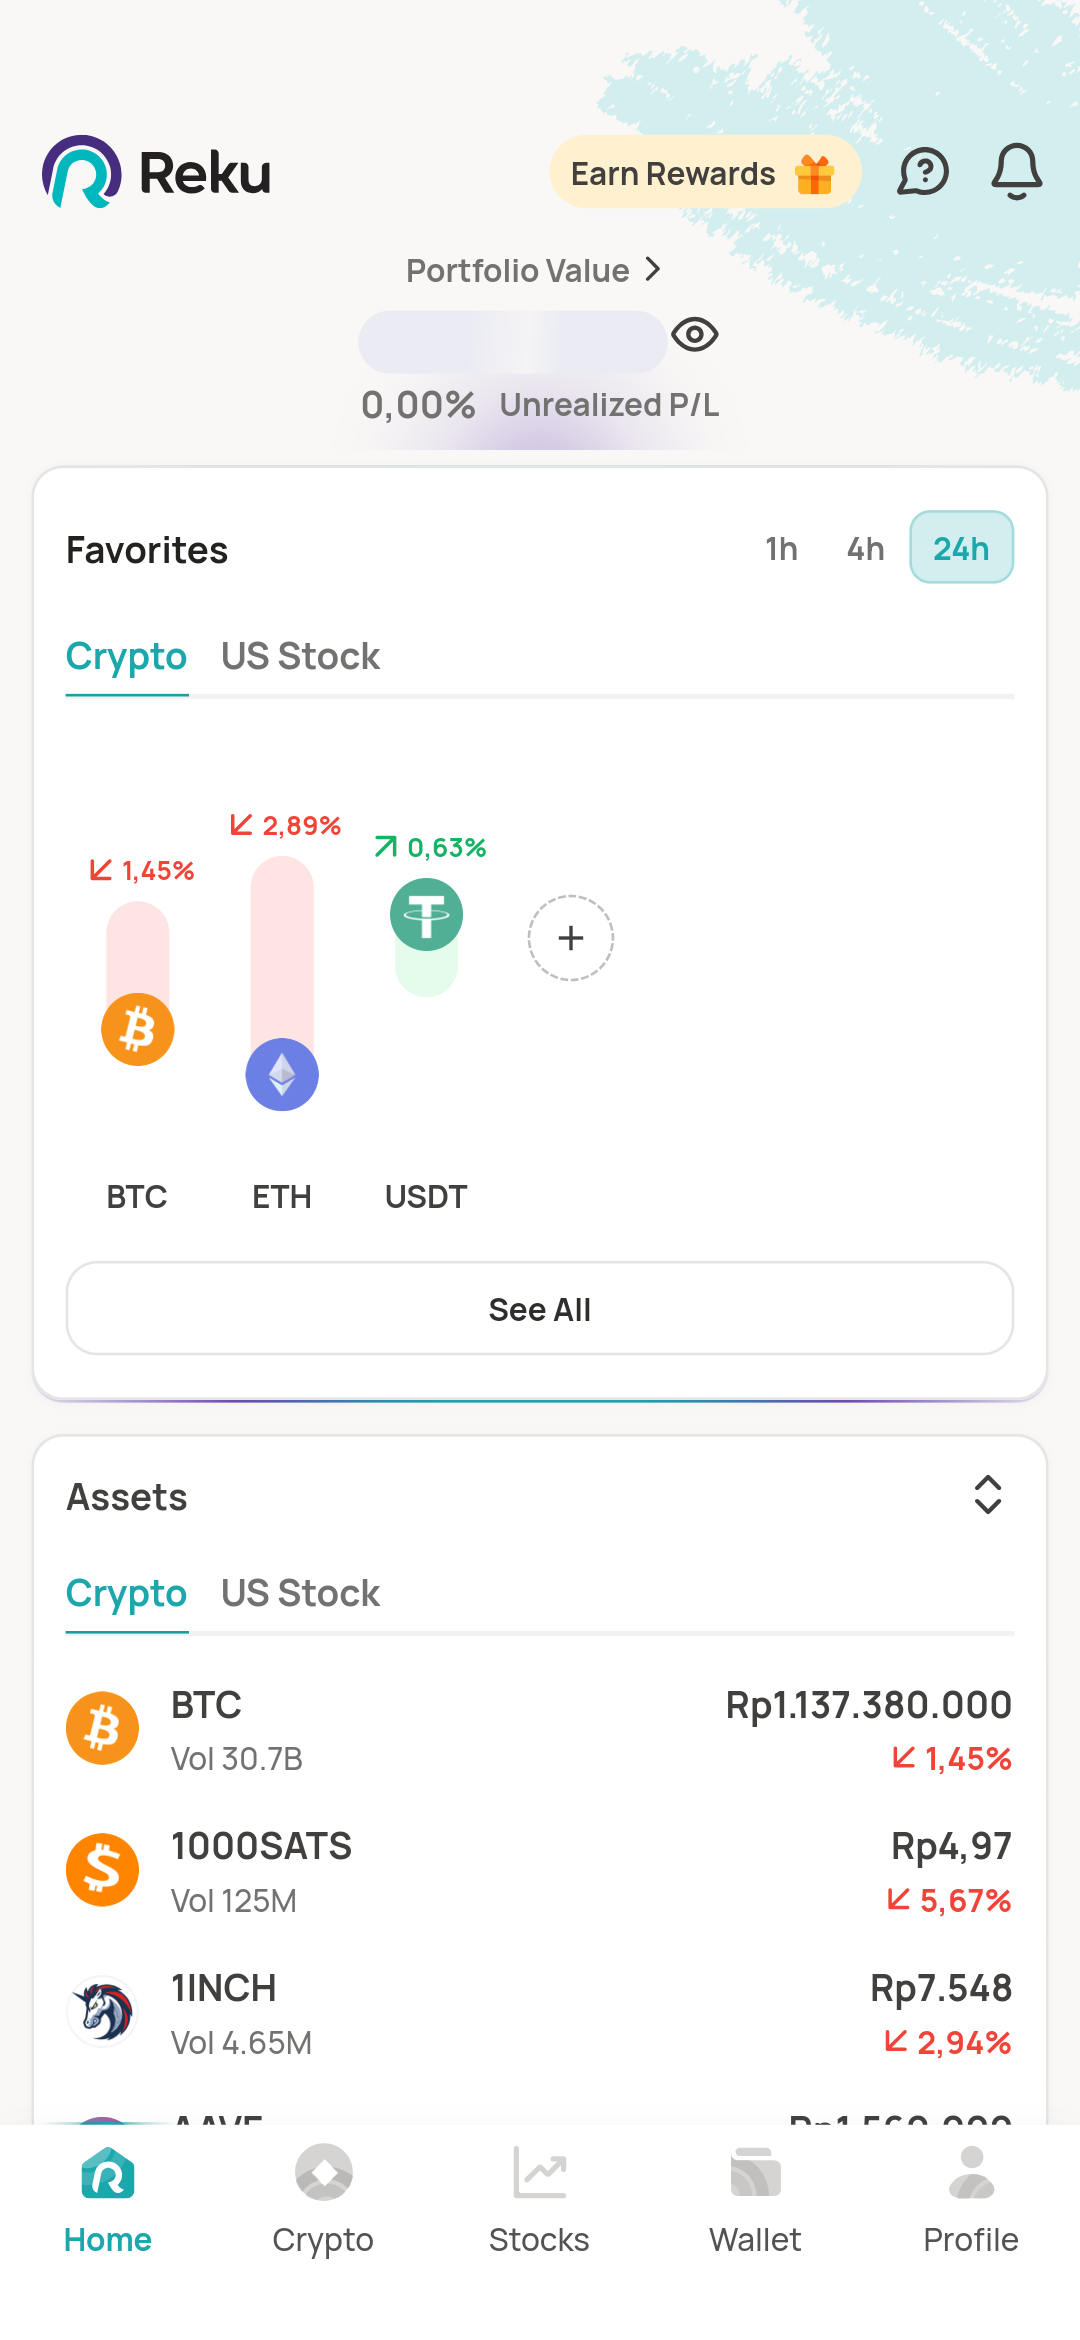 Reku
Earn Rewards
Portfolio Value
0,00% Unrealized P/L
Favorites
1h 4h 24h
Crypto US Stock
1,45% 2,89% 0,63%
BTC ETH USDT
See All
Assets
Crypto US Stock
BTC Rp1.137.380.000
Vol 30.7B 1,45%
1000SATS Rp4,97
Vol 125M 5,67%
1INCH Rp7.548
Vol 4.65M 2,94%
Home Crypto Stocks Wallet Profile